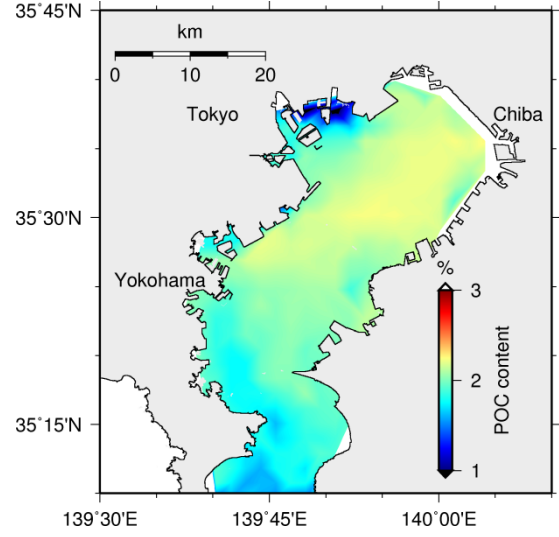 35°45'N
km
0 10 20
Tokyo
Chiba
35°30'N
Yokohama
%
3
2
1
POC content
35°15'N
139°30'E 139°45'E 140°00'E